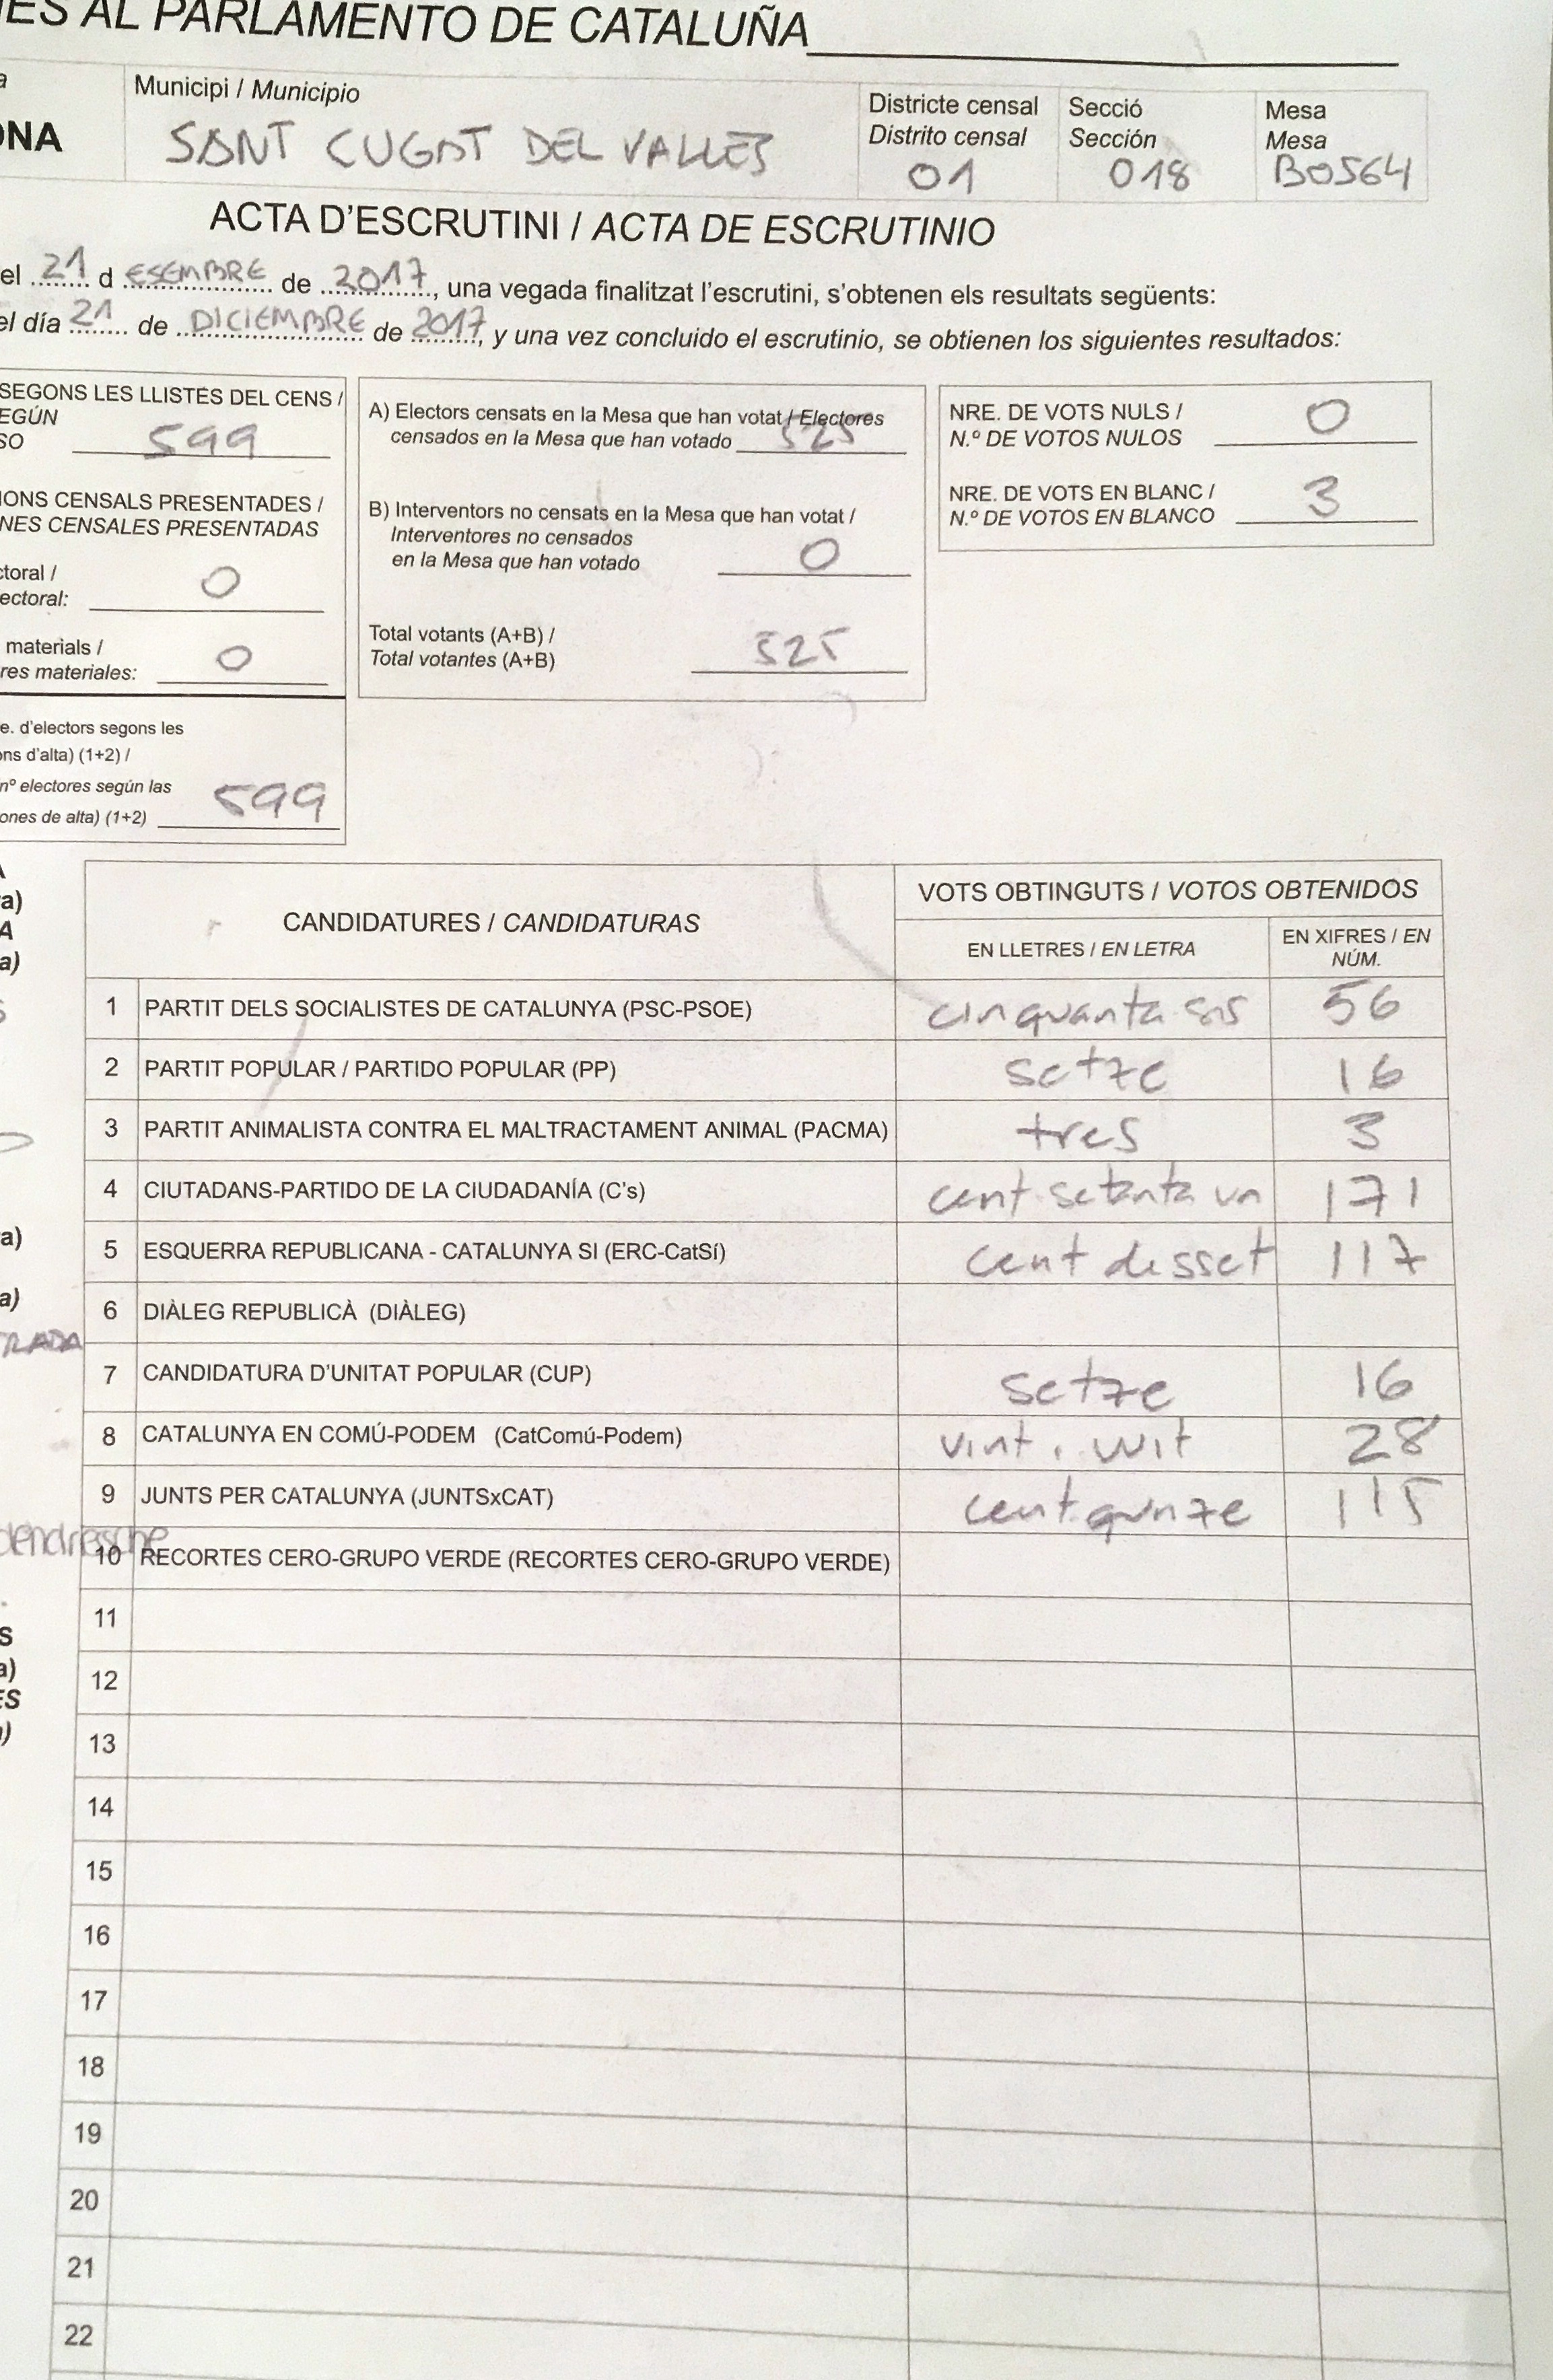 ES AL PARLAMENTO DE CATALUÑA
ONA
Municipi / Municipio
SANT CUGAT DEL VALLES
Districte censal
Distrito censal
01
Secció
Sección
018
Mesa
Mesa
B0564
ACTA D'ESCRUTINI / ACTA DE ESCRUTINIO
el 21 d esembre de 2017, una vegada finalitzat l'escrutini, s'obtenen els resultats següents:
el día 21 de DICIEMBRE de 2017, y una vez concluido el escrutinio, se obtienen los siguientes resultados:
SEGONS LES LLISTES DEL CENS /
EGÚN
SO
599
IONS CENSALS PRESENTADES /
NES CENSALES PRESENTADAS
ctoral /
ectoral:
0
materials /
res materiales:
0
e. d'electors segons les
ns d'alta) (1+2) /
nº electores según las
ones de alta) (1+2)
599
A) Electors censats en la Mesa que han votat / Electores
censados en la Mesa que han votado
525
B) Interventors no censats en la Mesa que han votat /
Interventores no censados
en la Mesa que han votado
0
Total votants (A+B) /
Total votantes (A+B)
525
NRE. DE VOTS NULS /
N.º DE VOTOS NULOS
0
NRE. DE VOTS EN BLANC /
N.º DE VOTOS EN BLANCO
3
CANDIDATURES / CANDIDATURAS
VOTS OBTINGUTS / VOTOS OBTENIDOS
EN LLETRES / EN LETRA
EN XIFRES / EN
NÚM.
1 PARTIT DELS SOCIALISTES DE CATALUNYA (PSC-PSOE) cinquanta sis 56
2 PARTIT POPULAR / PARTIDO POPULAR (PP) setze 16
3 PARTIT ANIMALISTA CONTRA EL MALTRACTAMENT ANIMAL (PACMA) tres 3
4 CIUTADANS-PARTIDO DE LA CIUDADANÍA (C's) cent setanta un 171
5 ESQUERRA REPUBLICANA - CATALUNYA SI (ERC-CatSí) cent disset 117
6 DIÀLEG REPUBLICÀ (DIÀLEG)
7 CANDIDATURA D'UNITAT POPULAR (CUP) setze 16
8 CATALUNYA EN COMÚ-PODEM (CatComú-Podem) vint i vuit 28
9 JUNTS PER CATALUNYA (JUNTSxCAT) cent quinze 115
10 RECORTES CERO-GRUPO VERDE (RECORTES CERO-GRUPO VERDE)
11
12
13
14
15
16
17
18
19
20
21
22